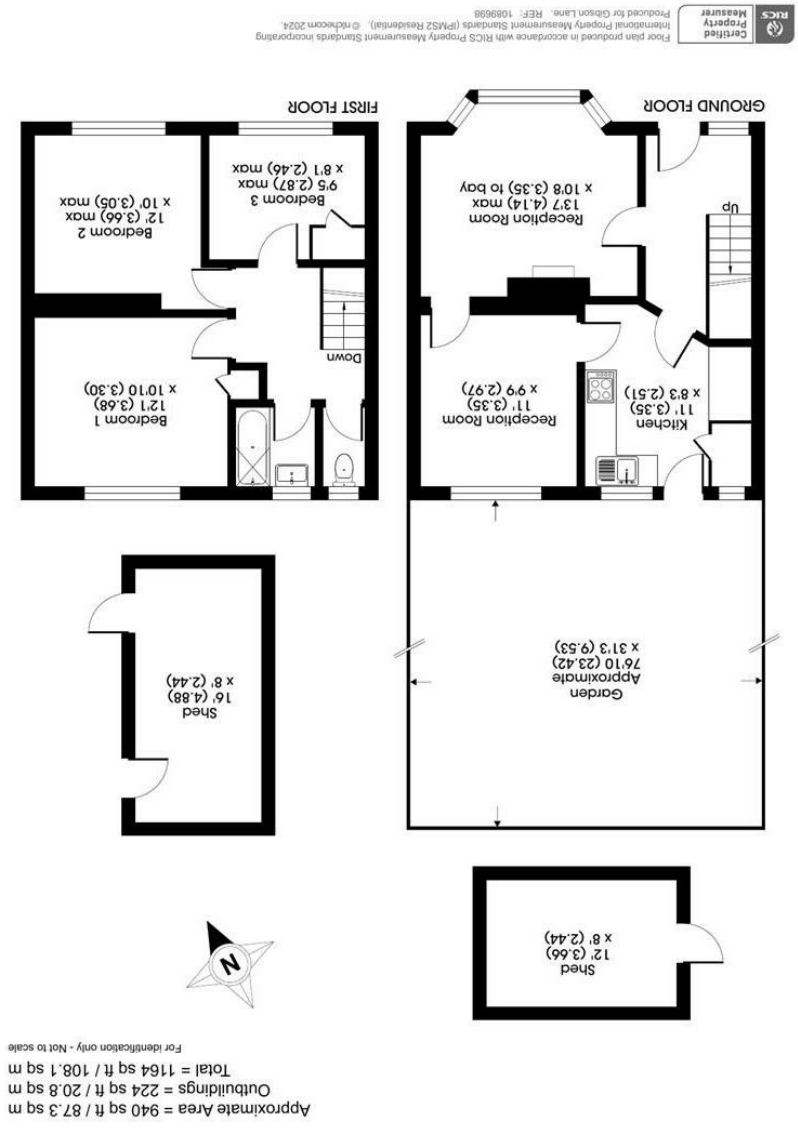 Approximate Area = 940 sq ft / 87.3 sq m
Outbuildings = 224 sq ft / 20.8 sq m
Total = 1164 sq ft / 108.1 sq m
For identification only - Not to scale
N
Shed
12' (3.66)
x 8' (2.44)
Garden
Approximate
76'10 (23.42)
x 31'3 (9.53)
Shed
16' (4.88)
x 8' (2.44)
Kitchen
11' (3.35)
x 8'3 (2.51)
Reception Room
11' (3.35)
x 9'9 (2.97)
Up
Reception Room
13'7 (4.14) max
x 10'8 (3.35) to bay
GROUND FLOOR
Bedroom 1
12'1 (3.68)
x 10'10 (3.30)
Down
Bedroom 3
9'5 (2.87) max
x 8'1 (2.46) max
Bedroom 2
12' (3.66) max
x 10' (3.05) max
FIRST FLOOR
RICS
Certified
Property
Measurer
Floor plan produced in accordance with RICS Property Measurement Standards incorporating
International Property Measurement Standards (IPMS2 Residential). © nichecom 2024.
Produced for Gibson Lane. REF: 1089698